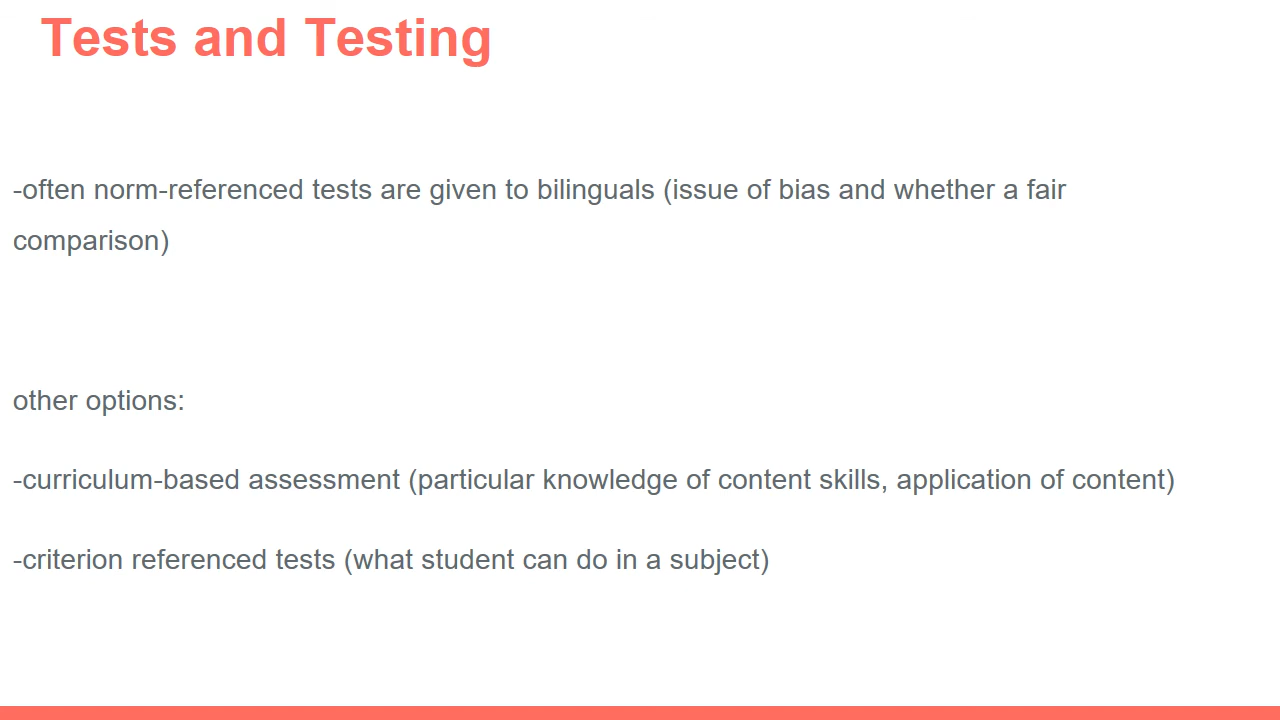 Tests and Testing
-often norm-referenced tests are given to bilinguals (issue of bias and whether a fair
comparison)
other options:
-curriculum-based assessment (particular knowledge of content skills, application of content)
-criterion referenced tests (what student can do in a subject)